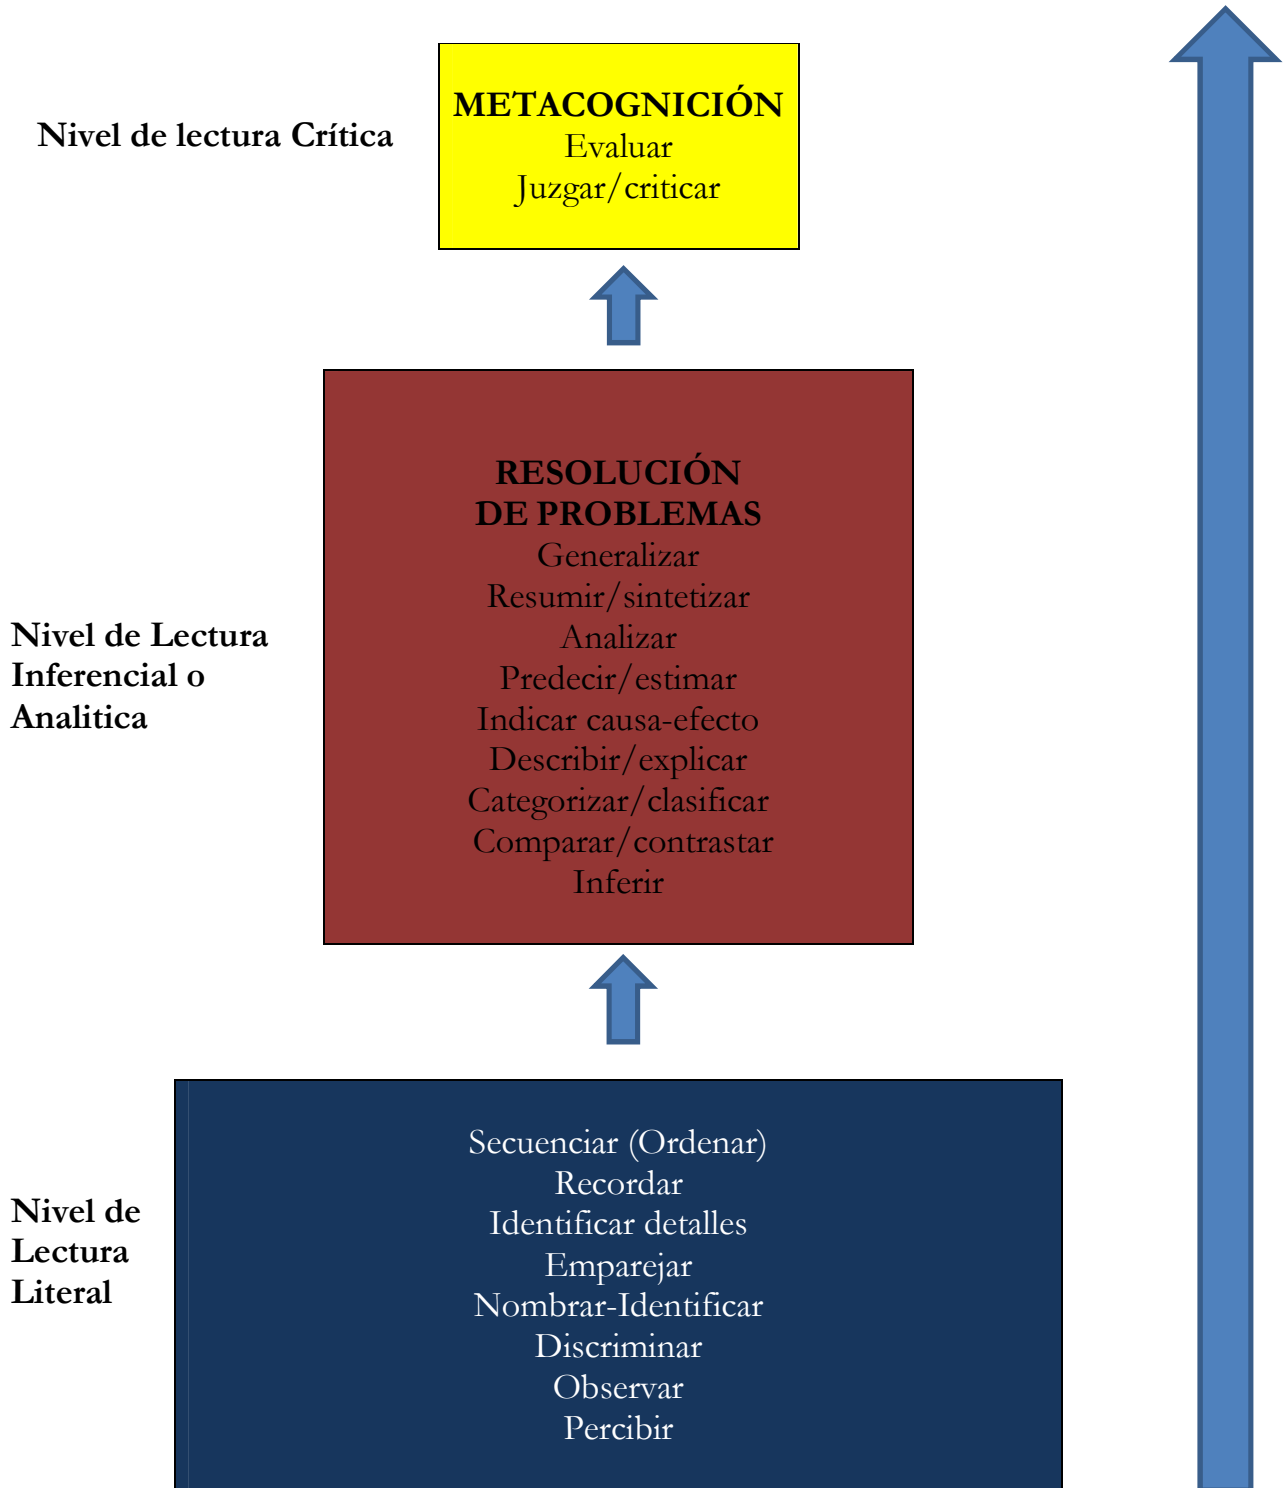 Nivel de lectura Crítica
METACOGNICIÓN
Evaluar
Juzgar/criticar
Nivel de Lectura
Inferencial o
Analitica
RESOLUCIÓN
DE PROBLEMAS
Generalizar
Resumir/sintetizar
Analizar
Predecir/estimar
Indicar causa-efecto
Describir/explicar
Categorizar/clasificar
Comparar/contrastar
Inferir
Nivel de
Lectura
Literal
Secuenciar (Ordenar)
Recordar
Identificar detalles
Emparejar
Nombrar-Identificar
Discriminar
Observar
Percibir